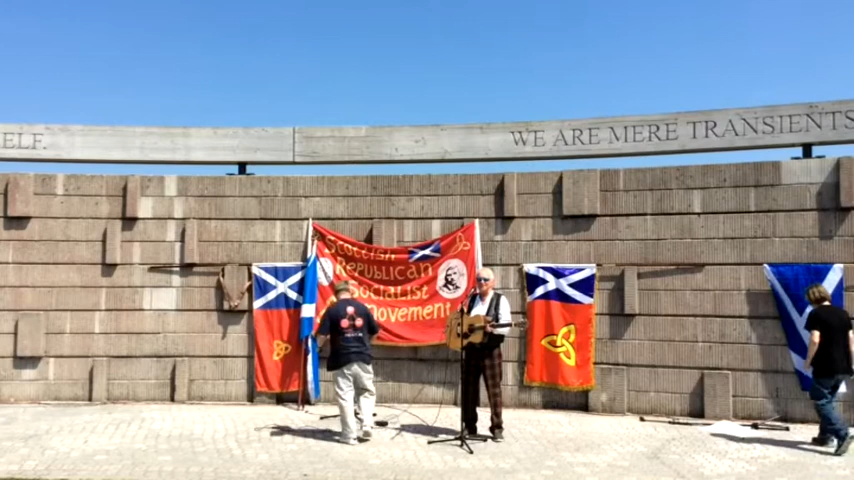 ELF.
WE ARE MERE TRANSIENTS
Scottish
Republican
Socialist
movement